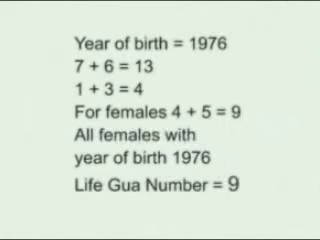 Year of birth = 1976
7 + 6 = 13
1 + 3 = 4
For females 4 + 5 = 9
All females with
year of birth 1976
Life Gua Number = 9